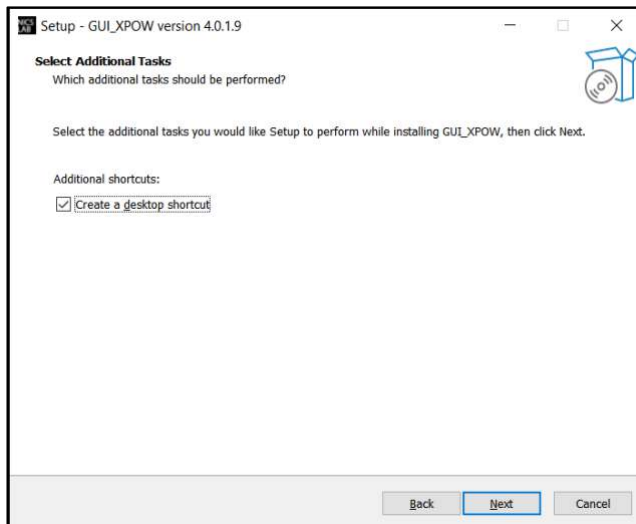 NICS
LAB
Setup - GUI_XPOW version 4.0.1.9
Select Additional Tasks
Which additional tasks should be performed?
Select the additional tasks you would like Setup to perform while installing GUI_XPOW, then click Next.
Additional shortcuts:
Create a desktop shortcut
Back Next Cancel